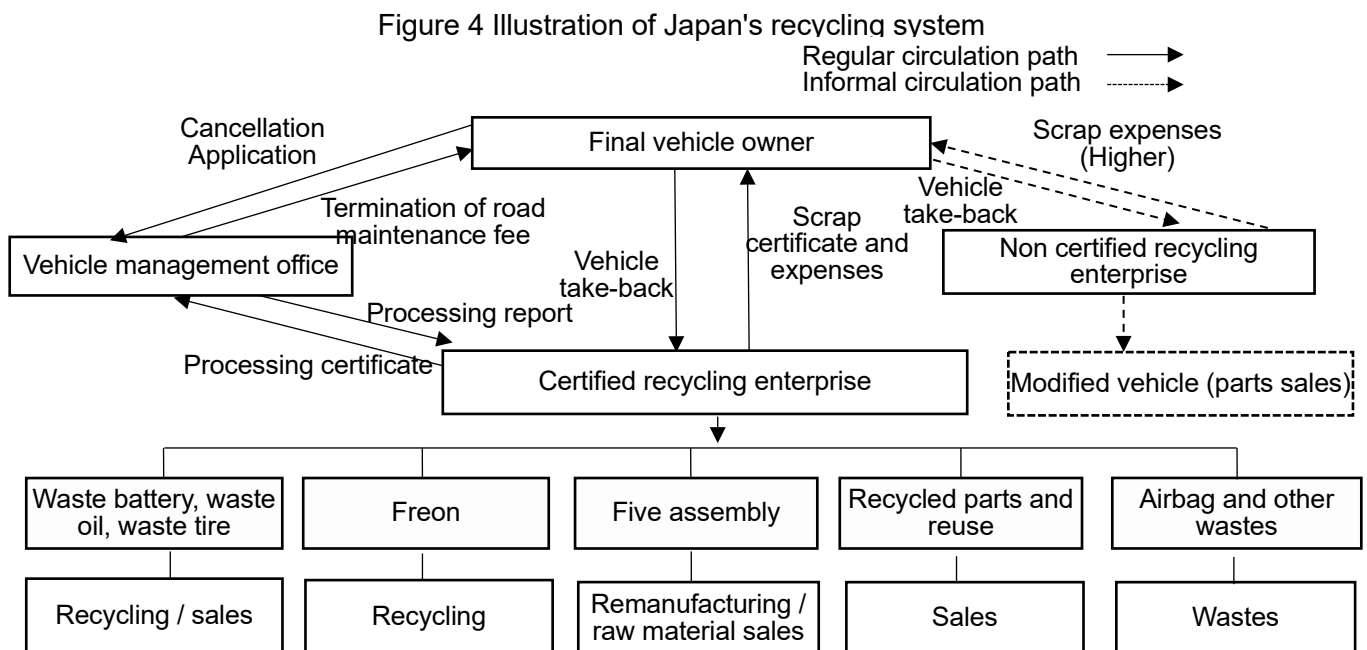 Figure 4 Illustration of Japan's recycling system
Regular circulation path
Informal circulation path
Cancellation
Application
Final vehicle owner
Scrap expenses
(Higher)
Termination of road
maintenance fee
Vehicle
take-back
Scrap
certificate and
expenses
Vehicle
take-back
Vehicle management office
Non certified recycling
enterprise
Processing report
Processing certificate
Certified recycling enterprise
Modified vehicle (parts sales)
Waste battery, waste
oil, waste tire
Freon
Five assembly
Recycled parts and
reuse
Airbag and other
wastes
Recycling / sales
Recycling
Remanufacturing /
raw material sales
Sales
Wastes